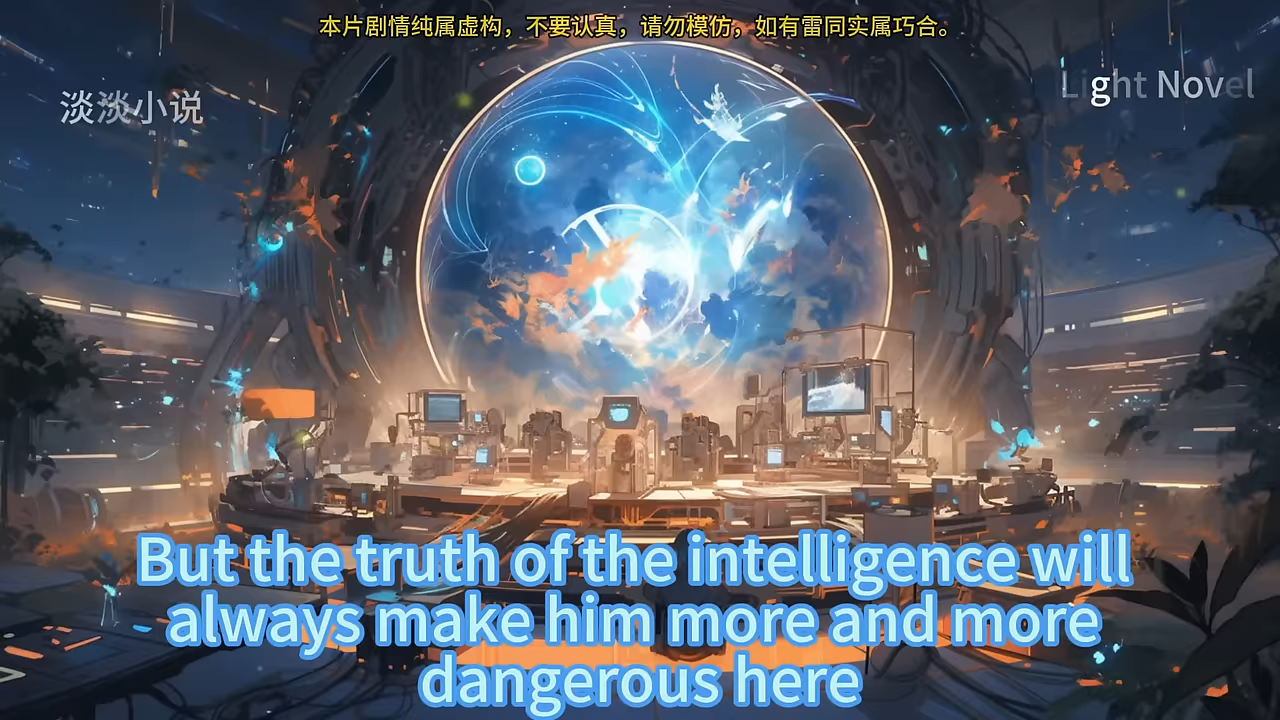 本片剧情纯属虚构，不要认真，请勿模仿，如有雷同实属巧合。
淡淡小说
Light Novel
But the truth of the intelligence will
always make him more and more
dangerous here